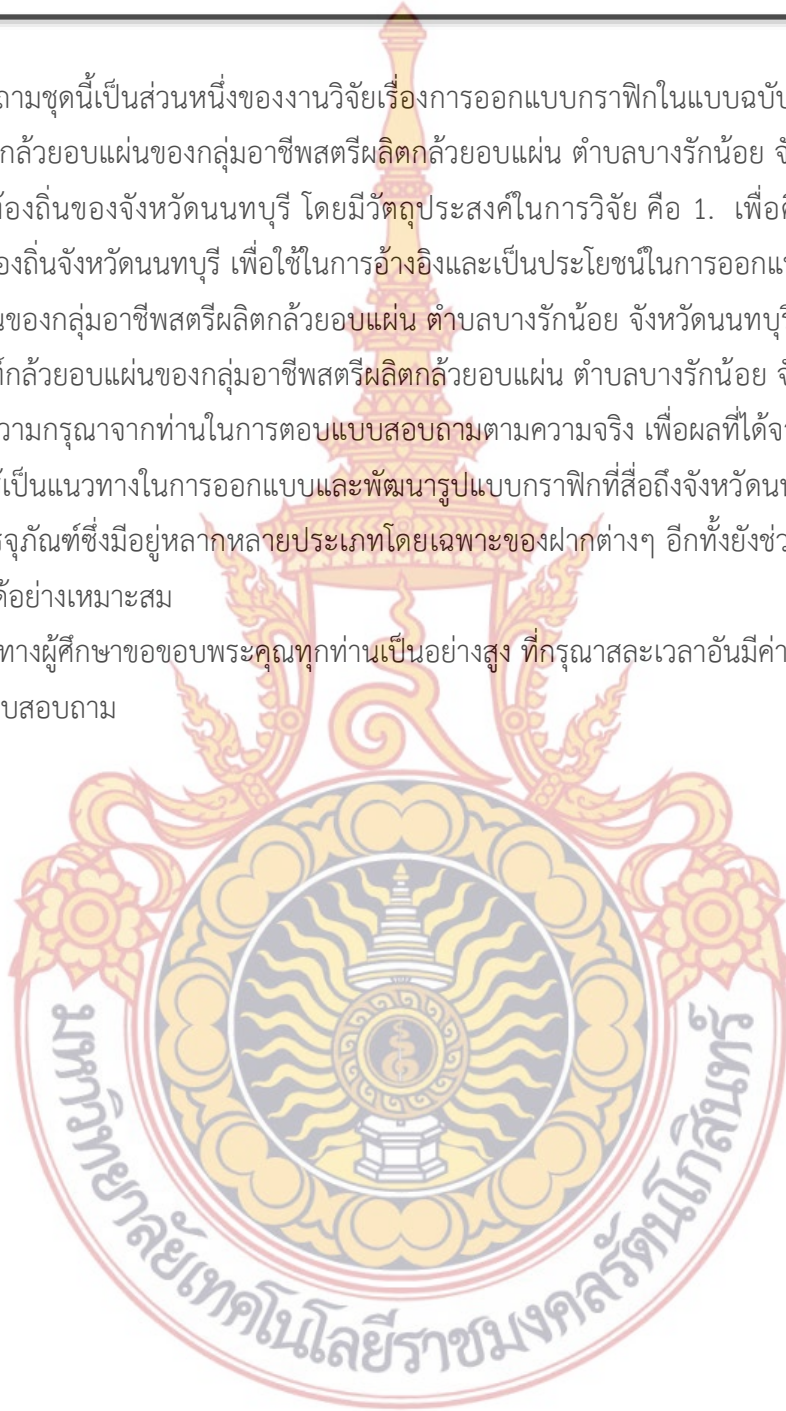 ถามชุดนี้เป็นส่วนหนึ่งของงานวิจัยเรื่องการออกแบบกราฟิกในแบบฉบับ
กล้วยอบแผ่นของกลุ่มอาชีพสตรีผลิตกล้วยอบแผ่น ตำบลบางรักน้อย จั
ท้องถิ่นของจังหวัดนนทบุรี โดยมีวัตถุประสงค์ในการวิจัย คือ 1. เพื่อ
องถิ่นจังหวัดนนทบุรี เพื่อใช้ในการอ้างอิงและเป็นประโยชน์ในการออกแ
นของกลุ่มอาชีพสตรีผลิตกล้วยอบแผ่น ตำบลบางรักน้อย จังหวัดนนทบุรี
ฑ์กล้วยอบแผ่นของกลุ่มอาชีพสตรีผลิตกล้วยอบแผ่น ตำบลบางรักน้อย จั
วามกรุณาจากท่านในการตอบแบบสอบถามตามความจริง เพื่อผลที่ได้จา
เป็นแนวทางในการออกแบบและพัฒนารูปแบบกราฟิกที่สื่อถึงจังหวัดนน
จุภัณฑ์ซึ่งมีอยู่หลากหลายประเภทโดยเฉพาะของฝากต่างๆ อีกทั้งยังช่ว
ด้อย่างเหมาะสม
ทางผู้ศึกษาขอขอบพระคุณทุกท่านเป็นอย่างสูง ที่กรุณาสละเวลาอันมีค่า
บสอบถาม
มหาวิทยาลัยเทคโนโลยีราชมงคลรัตนโกสินทร์